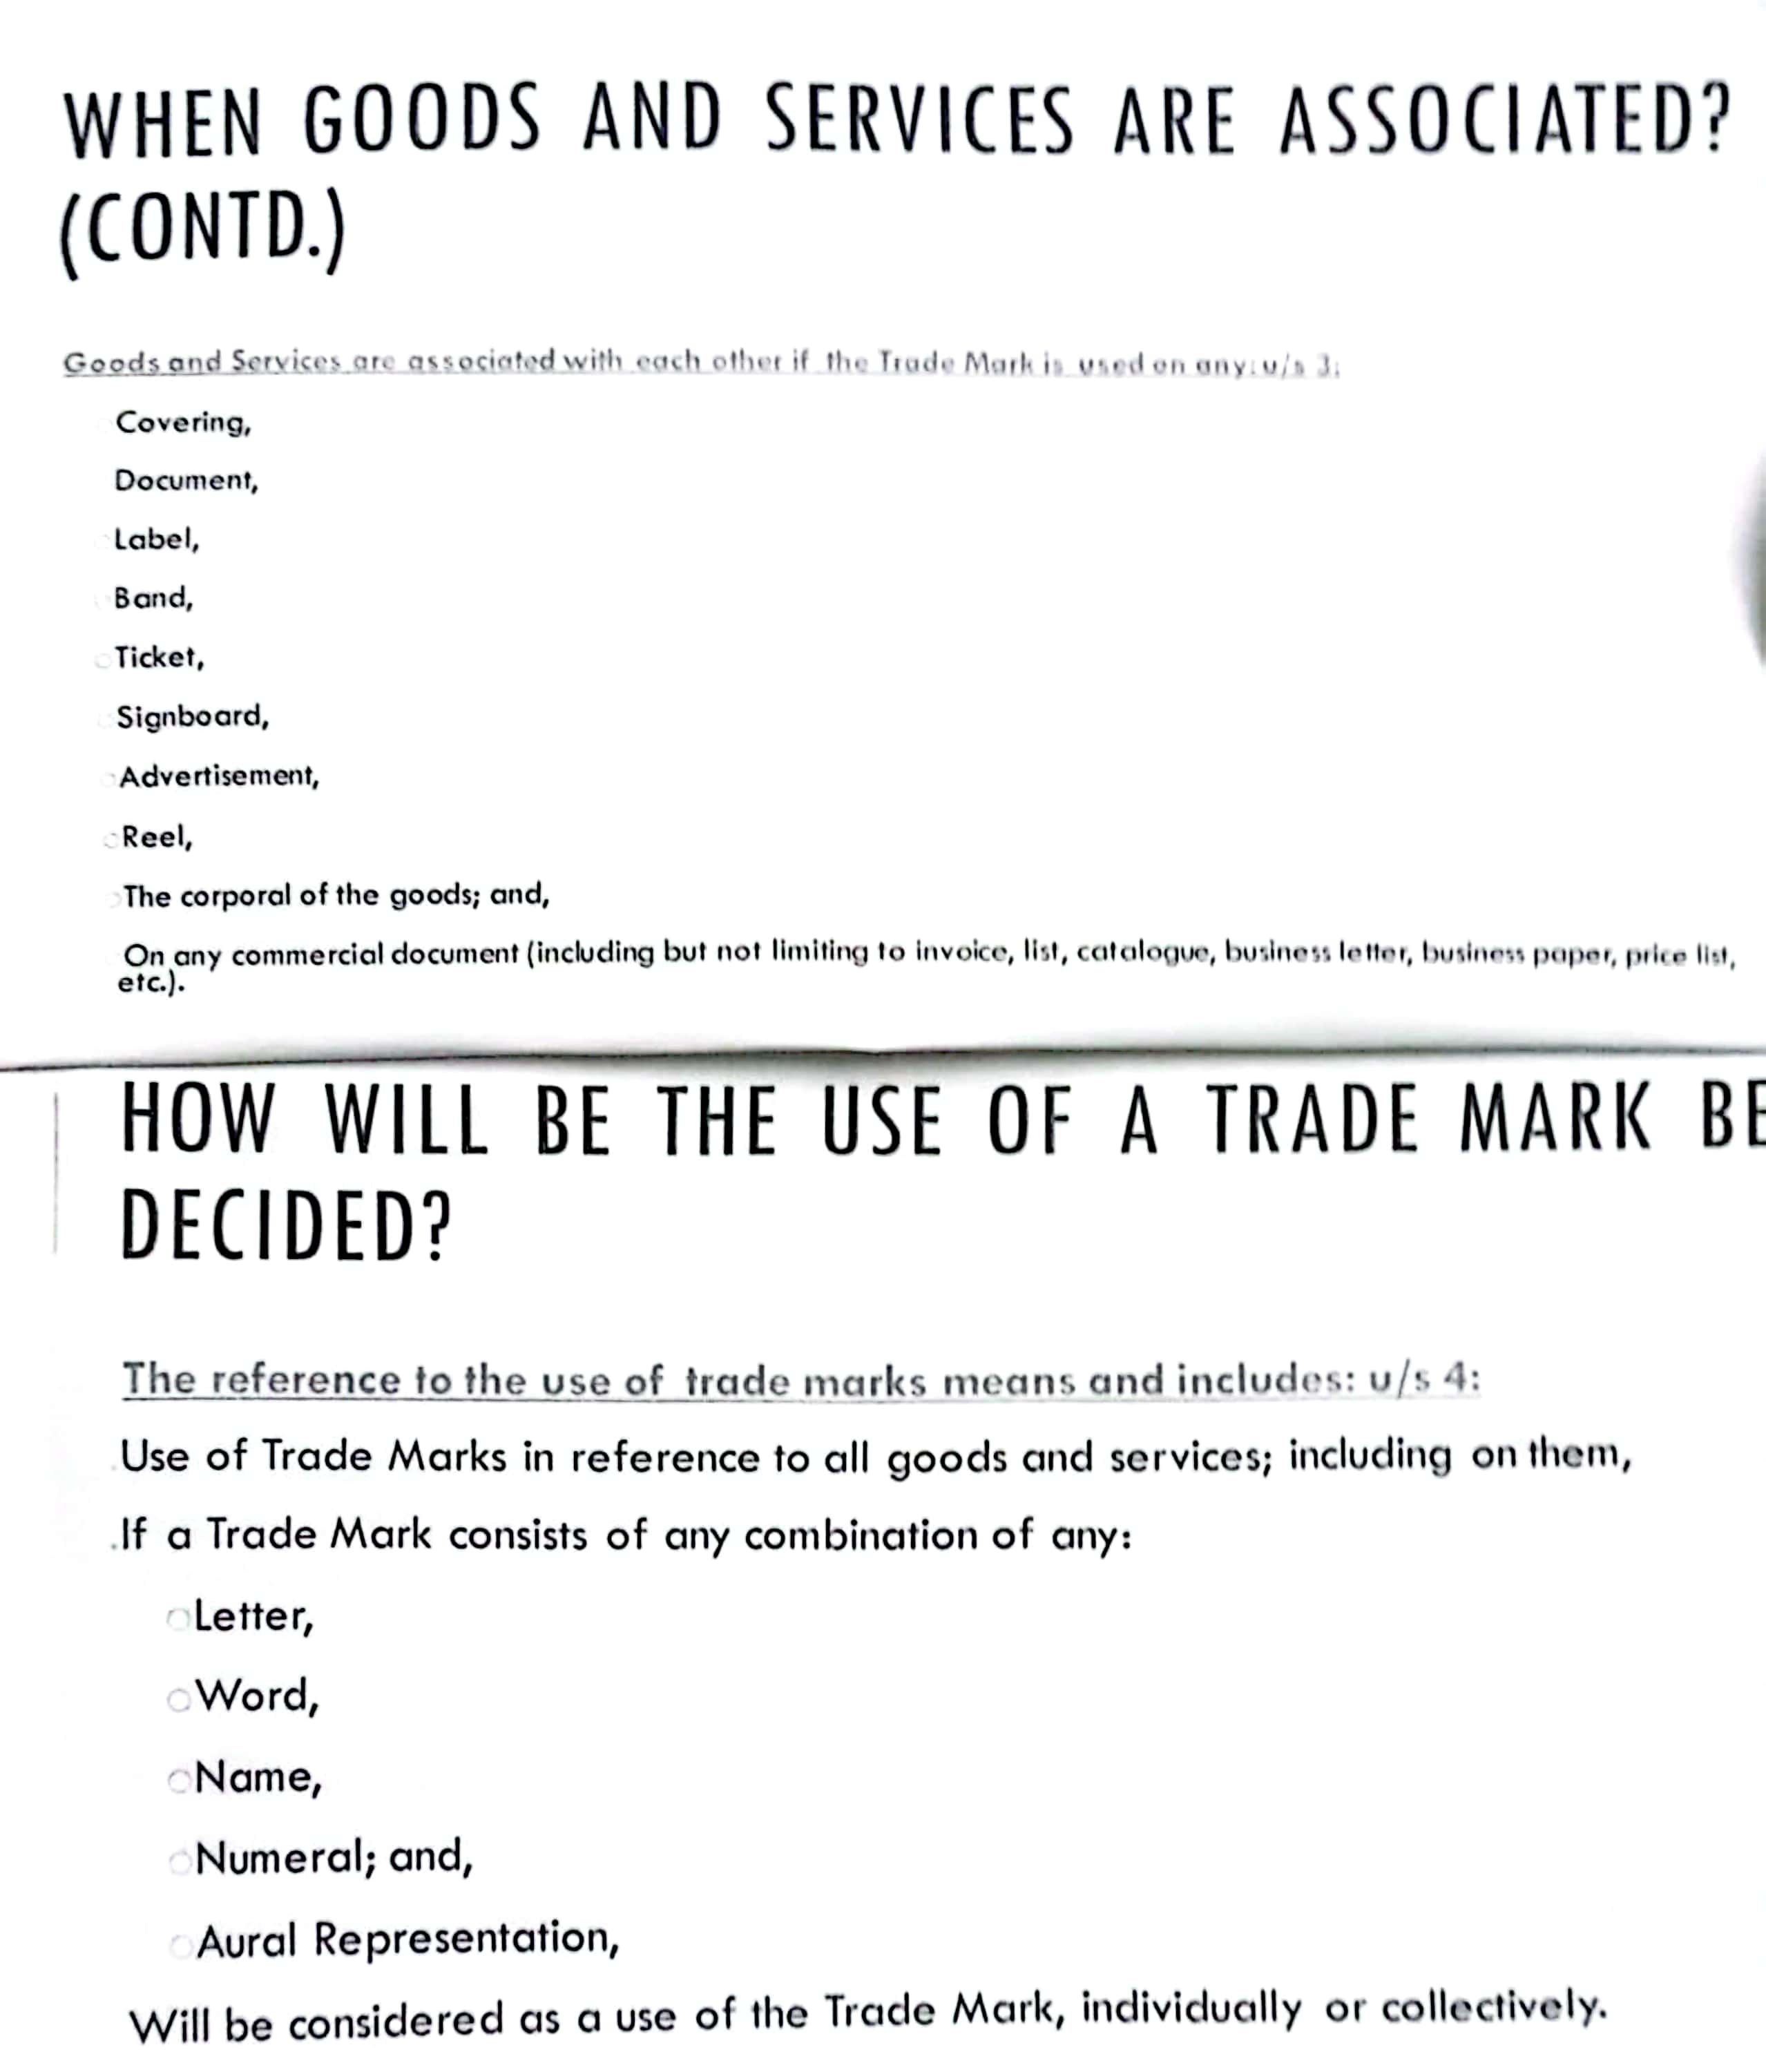 WHEN GOODS AND SERVICES ARE ASSOCIATED?
(CONTD.)
Goods and Services are associated with each other if the Trade Mark is used on any: u/s 3:
Covering,
Document,
Label,
Band,
Ticket,
Signboard,
Advertisement,
Reel,
The corporal of the goods; and,
On any commercial document (including but not limiting to invoice, list, catalogue, business letter, business paper, price list,
etc.).
HOW WILL BE THE USE OF A TRADE MARK BE
DECIDED?
The reference to the use of trade marks means and includes: u/s 4:
Use of Trade Marks in reference to all goods and services; including on them,
If a Trade Mark consists of any combination of any:
Letter,
Word,
Name,
Numeral; and,
Aural Representation,
Will be considered as a use of the Trade Mark, individually or collectively.